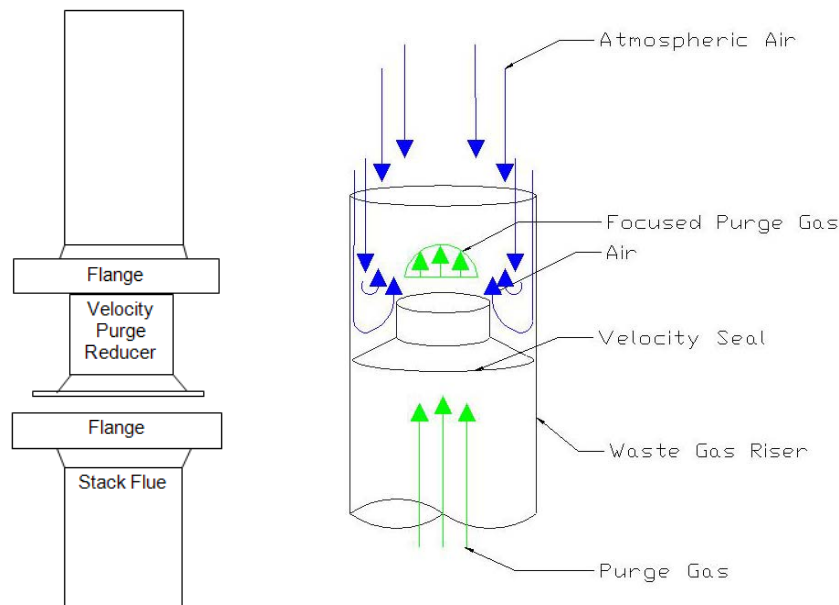 Flange
Velocity
Purge
Reducer
Flange
Stack Flue
Atmospheric Air
Focused Purge Gas
Air
Velocity Seal
Waste Gas Riser
Purge Gas